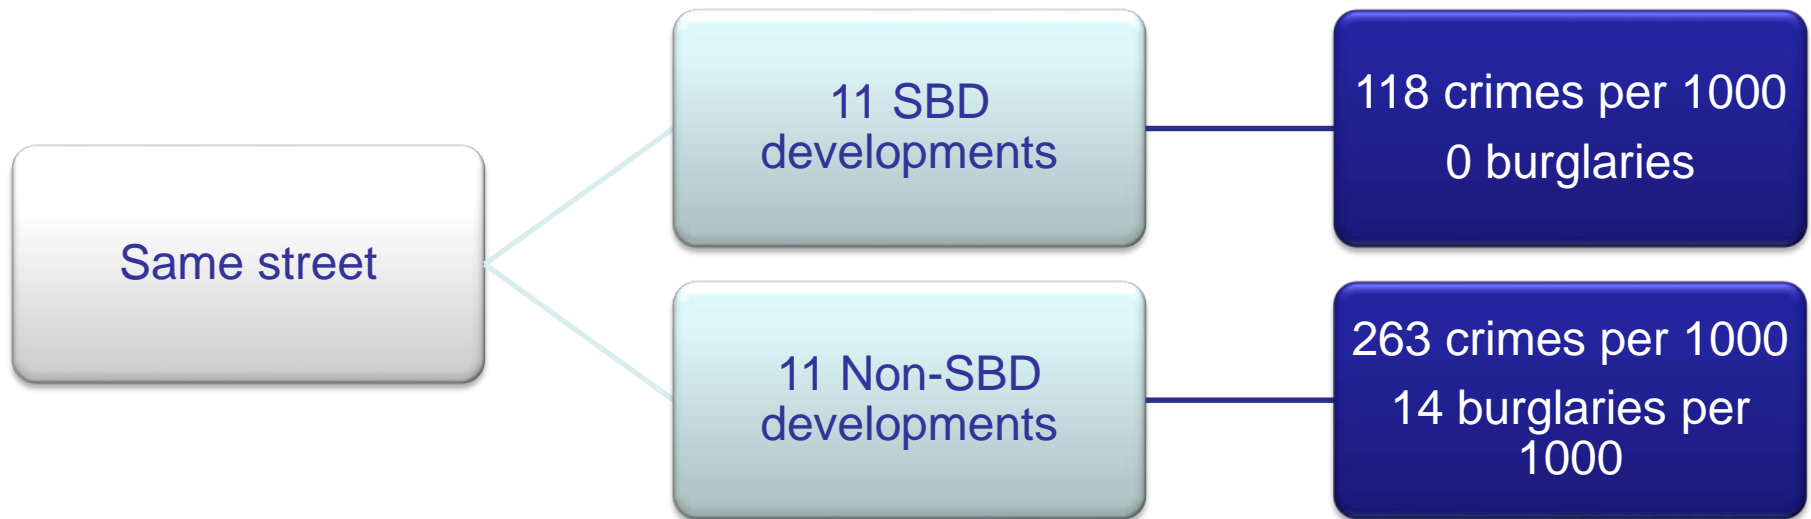 Same street
11 SBD
developments
118 crimes per 1000
0 burglaries
11 Non-SBD
developments
263 crimes per 1000
14 burglaries per
1000